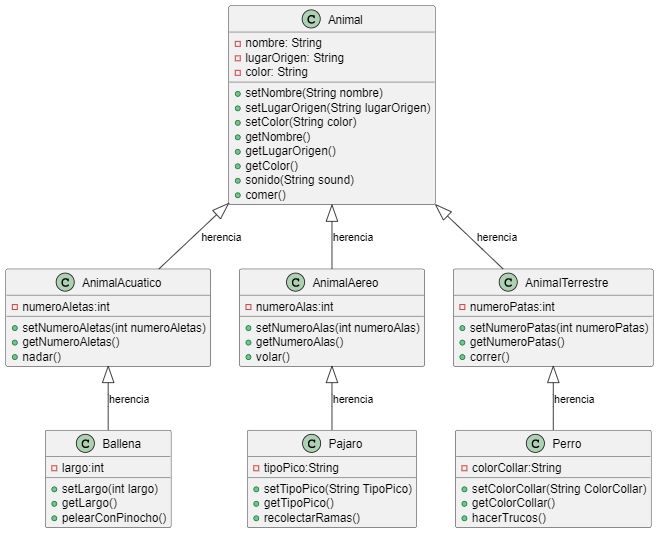 C Animal
nombre: String
lugarOrigen: String
color: String
setNombre(String nombre)
setLugarOrigen(String lugarOrigen)
setColor(String color)
getNombre()
getLugarOrigen()
getColor()
sonido(String sound)
comer()
herencia
herencia
herencia
C AnimalAcuatico
numeroAletas:int
setNumeroAletas(int numeroAletas)
getNumeroAletas()
nadar()
C AnimalAereo
numeroAlas:int
setNumeroAlas(int numeroAlas)
getNumeroAlas()
volar()
C AnimalTerrestre
numeroPatas:int
setNumeroPatas(int numeroPatas)
getNumeroPatas()
correr()
herencia
herencia
herencia
C Ballena
largo:int
setLargo(int largo)
getLargo()
pelearConPinocho()
C Pajaro
tipoPico:String
setTipoPico(String TipoPico)
getTipoPico()
recolectarRamas()
C Perro
colorCollar:String
setColorCollar(String ColorCollar)
getColorCollar()
hacerTrucos()